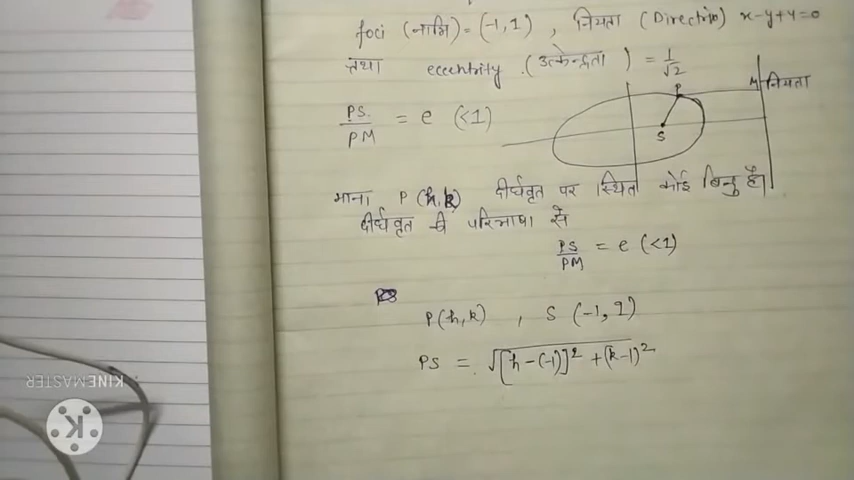 foci (नाभि) = (-1, 1) , नियता (Directrix) x-y+4=0
तथा eccentrity (उत्केन्द्रता) = 1/√2
PS/PM = e (<1)
P
M नियता
S
माना P(h,k) दीर्घवृत पर स्थित कोई बिन्दु है।
दीर्घवृत की परिभाषा से
PS/PM = e (<1)
P(h,k) , S (-1, 1)
PS = √[h-(-1)]² + (k-1)²
KINEMASTER
K